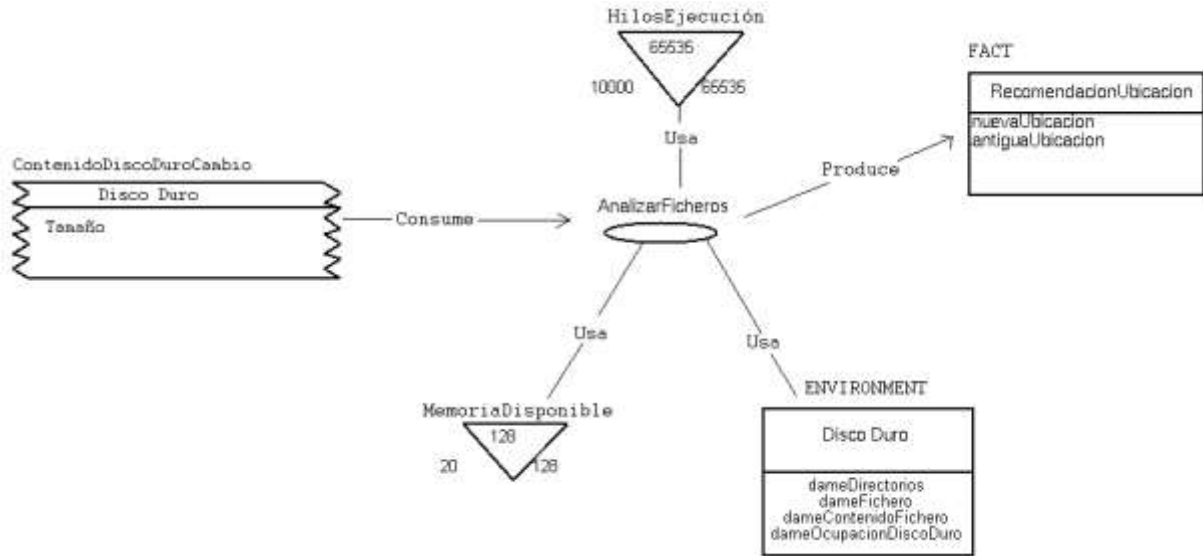 HilosEjecución
65535
10000
65535
FACT
RecomendacionUbicacion
nuevaUbicacion
antiguaUbicacion
Usa
Produce
ContenidoDiscoDuroCambio
Disco Duro
Tamaño
Consume
AnalizarFicheros
Usa
Usa
MemoriaDisponible
128
20
128
ENVIRONMENT
Disco Duro
dameDirectorios
dameFichero
dameContenidoFichero
dameOcupacionDiscoDuro